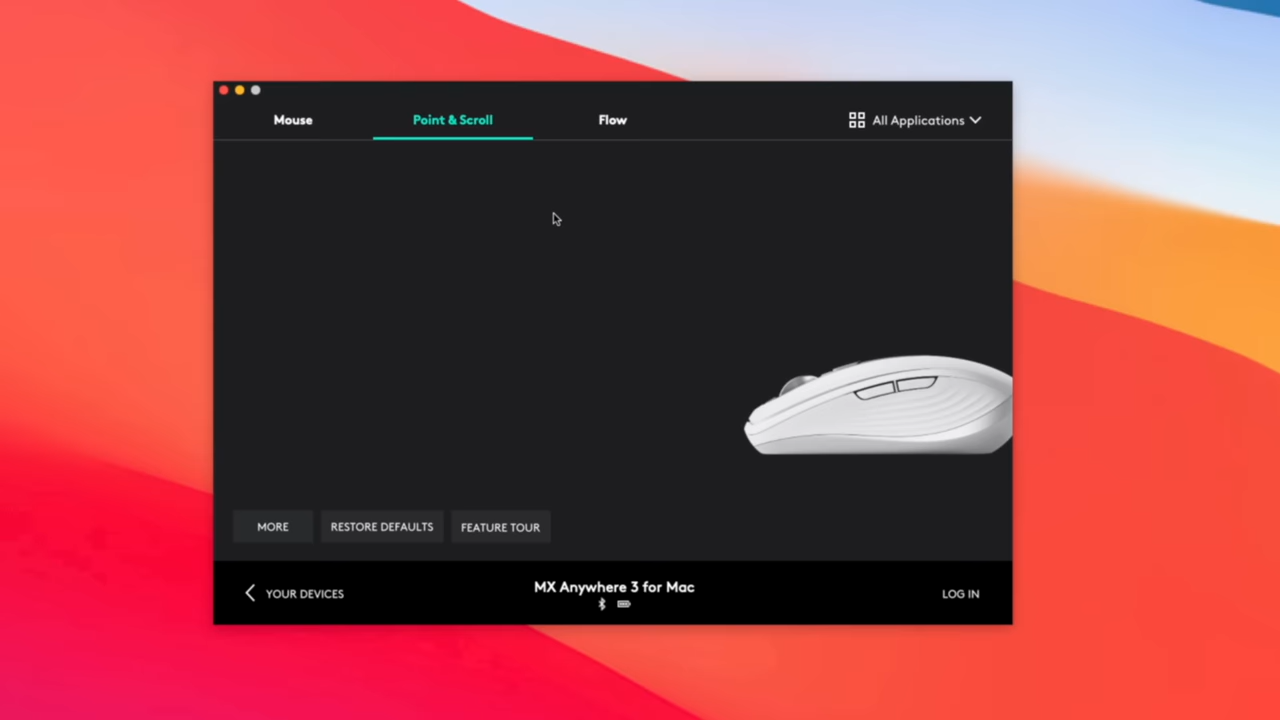 Mouse
Point & Scroll
Flow
All Applications
MORE
RESTORE DEFAULTS
FEATURE TOUR
YOUR DEVICES
MX Anywhere 3 for Mac
LOG IN